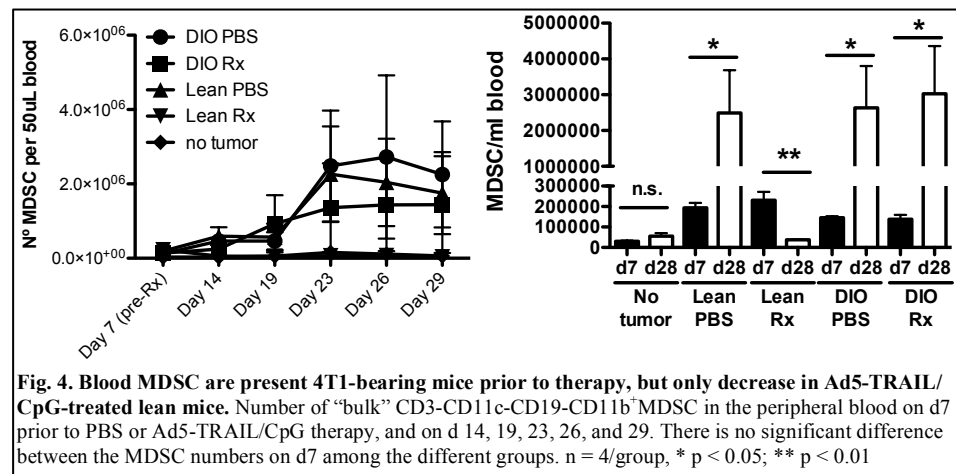 6.0×10⁰⁶
4.0×10⁰⁶
2.0×10⁰⁶
0.0×10⁺⁰⁰
Nº MDSC per 50uL blood
DIO PBS
DIO Rx
Lean PBS
Lean Rx
no tumor
Day 7 (pre-Rx)
Day 14
Day 19
Day 23
Day 26
Day 29
MDSC/ml blood
5000000
4000000
3000000
2000000
1000000
300000
200000
100000
0
n.s.
*
**
*
*
d7 d28 d7 d28 d7 d28 d7 d28 d7 d28
No Lean Lean DIO DIO
tumor PBS Rx PBS Rx
Fig. 4. Blood MDSC are present 4T1-bearing mice prior to therapy, but only decrease in Ad5-TRAIL/
CpG-treated lean mice. Number of “bulk” CD3-CD11c-CD19-CD11b⁺MDSC in the peripheral blood on d7
prior to PBS or Ad5-TRAIL/CpG therapy, and on d 14, 19, 23, 26, and 29. There is no significant difference
between the MDSC numbers on d7 among the different groups. n = 4/group, * p < 0.05; ** p < 0.01